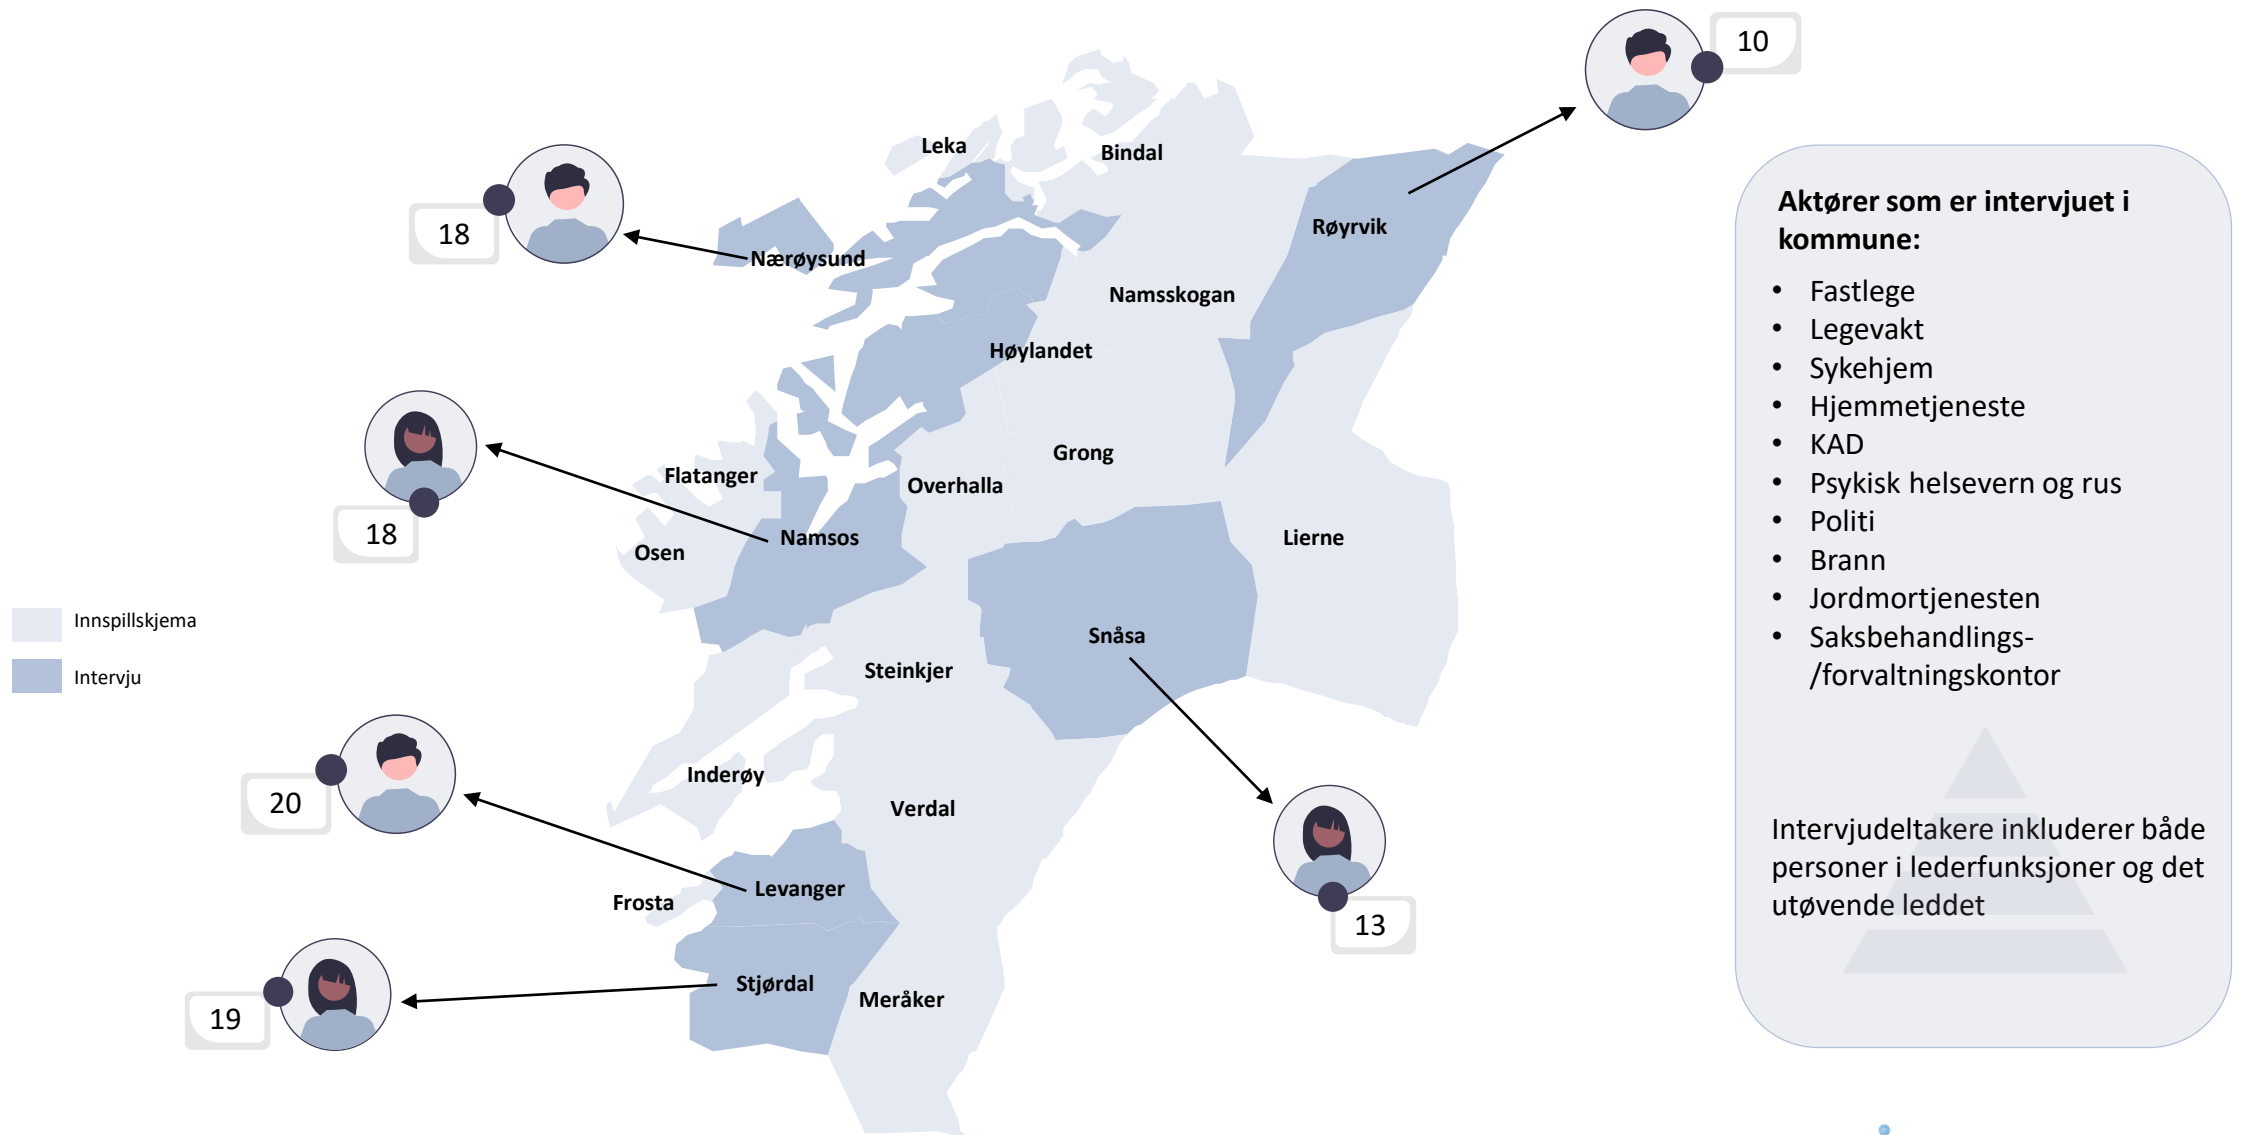 10
Leka
Bindal
18
Røyrvik
Nærøysund
Namsskogan
Høylandet
Grong
Flatanger
Overhalla
18
Namsos
Osen
Lierne
Innspillskjema
Intervju
Snåsa
Steinkjer
Inderøy
20
Verdal
Levanger
Frosta
13
Stjørdal
Meråker
19
Aktører som er intervjuet i
kommune:
• Fastlege
• Legevakt
• Sykehjem
• Hjemmetjeneste
• KAD
• Psykisk helsevern og rus
• Politi
• Brann
• Jordmortjenesten
• Saksbehandlings-
/forvaltningskontor
Intervjudeltakere inkluderer både
personer i lederfunksjoner og det
utøvende leddet